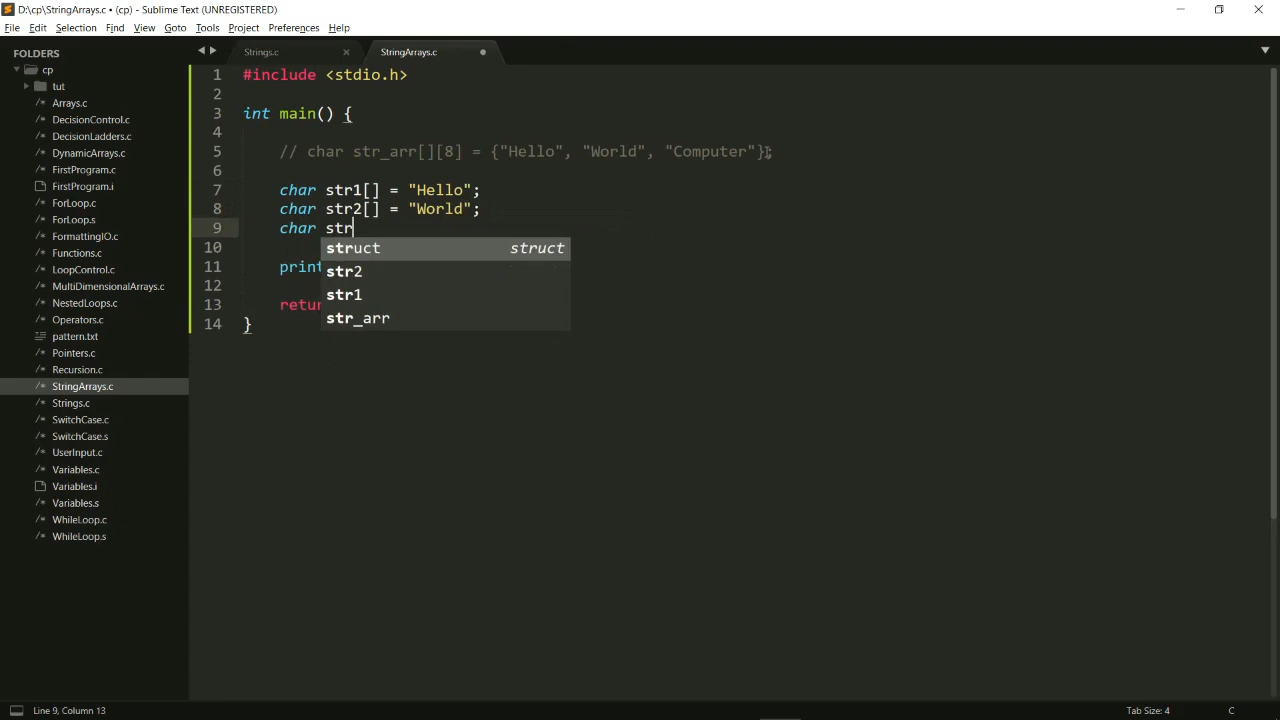 D:\cp\StringArrays.c • (cp) - Sublime Text (UNREGISTERED)
File Edit Selection Find View Goto Tools Project Preferences Help
FOLDERS
cp
tut
Arrays.c
DecisionControl.c
DecisionLadders.c
DynamicArrays.c
FirstProgram.c
FirstProgram.i
ForLoop.c
ForLoop.s
FormattingIO.c
Functions.c
LoopControl.c
MultiDimensionalArrays.c
NestedLoops.c
Operators.c
pattern.txt
Pointers.c
Recursion.c
StringArrays.c
Strings.c
SwitchCase.c
SwitchCase.s
UserInput.c
Variables.c
Variables.i
Variables.s
WhileLoop.c
WhileLoop.s
Strings.c StringArrays.c
1 #include <stdio.h>
2
3 int main() {
4
5 // char str_arr[][8] = {"Hello", "World", "Computer"};
6
7 char str1[] = "Hello";
8 char str2[] = "World";
9 char str
10
11 print
12
13 retur
14 }
struct struct
str2
str1
str_arr
Line 9, Column 13
Tab Size: 4 C